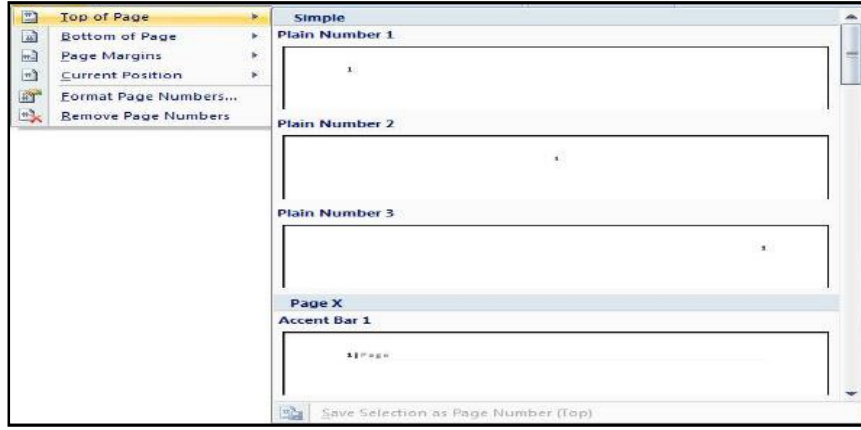 Top of Page
Bottom of Page
Page Margins
Current Position
Format Page Numbers...
Remove Page Numbers
Simple
Plain Number 1
1
Plain Number 2
1
Plain Number 3
1
Page X
Accent Bar 1
1|Page
Save Selection as Page Number (Top)